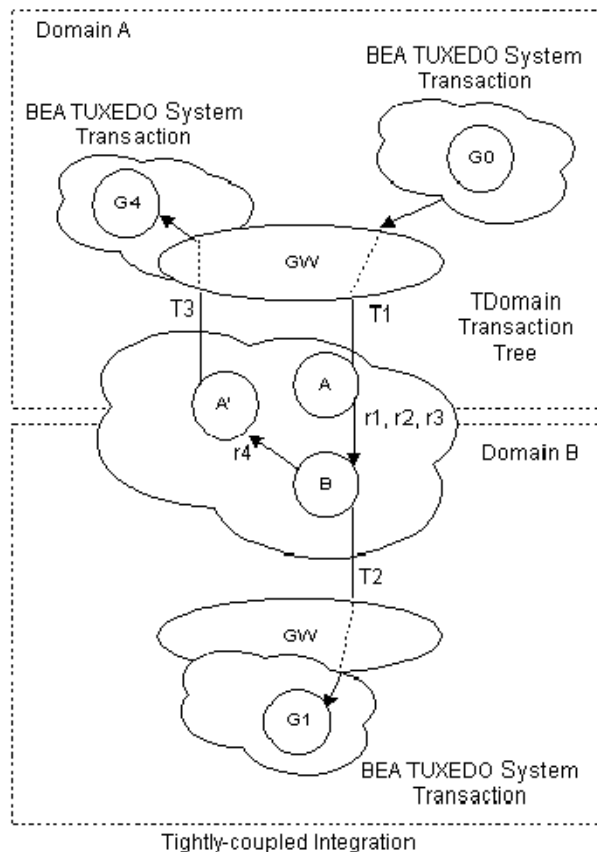 Domain A
BEA TUXEDO System
Transaction
BEA TUXEDO System
Transaction
G0
G4
GW
T3
T1
TDomain
Transaction
Tree
A
A'
r1, r2, r3
r4
B
Domain B
T2
GW
G1
BEA TUXEDO System
Transaction
Tightly-coupled Integration